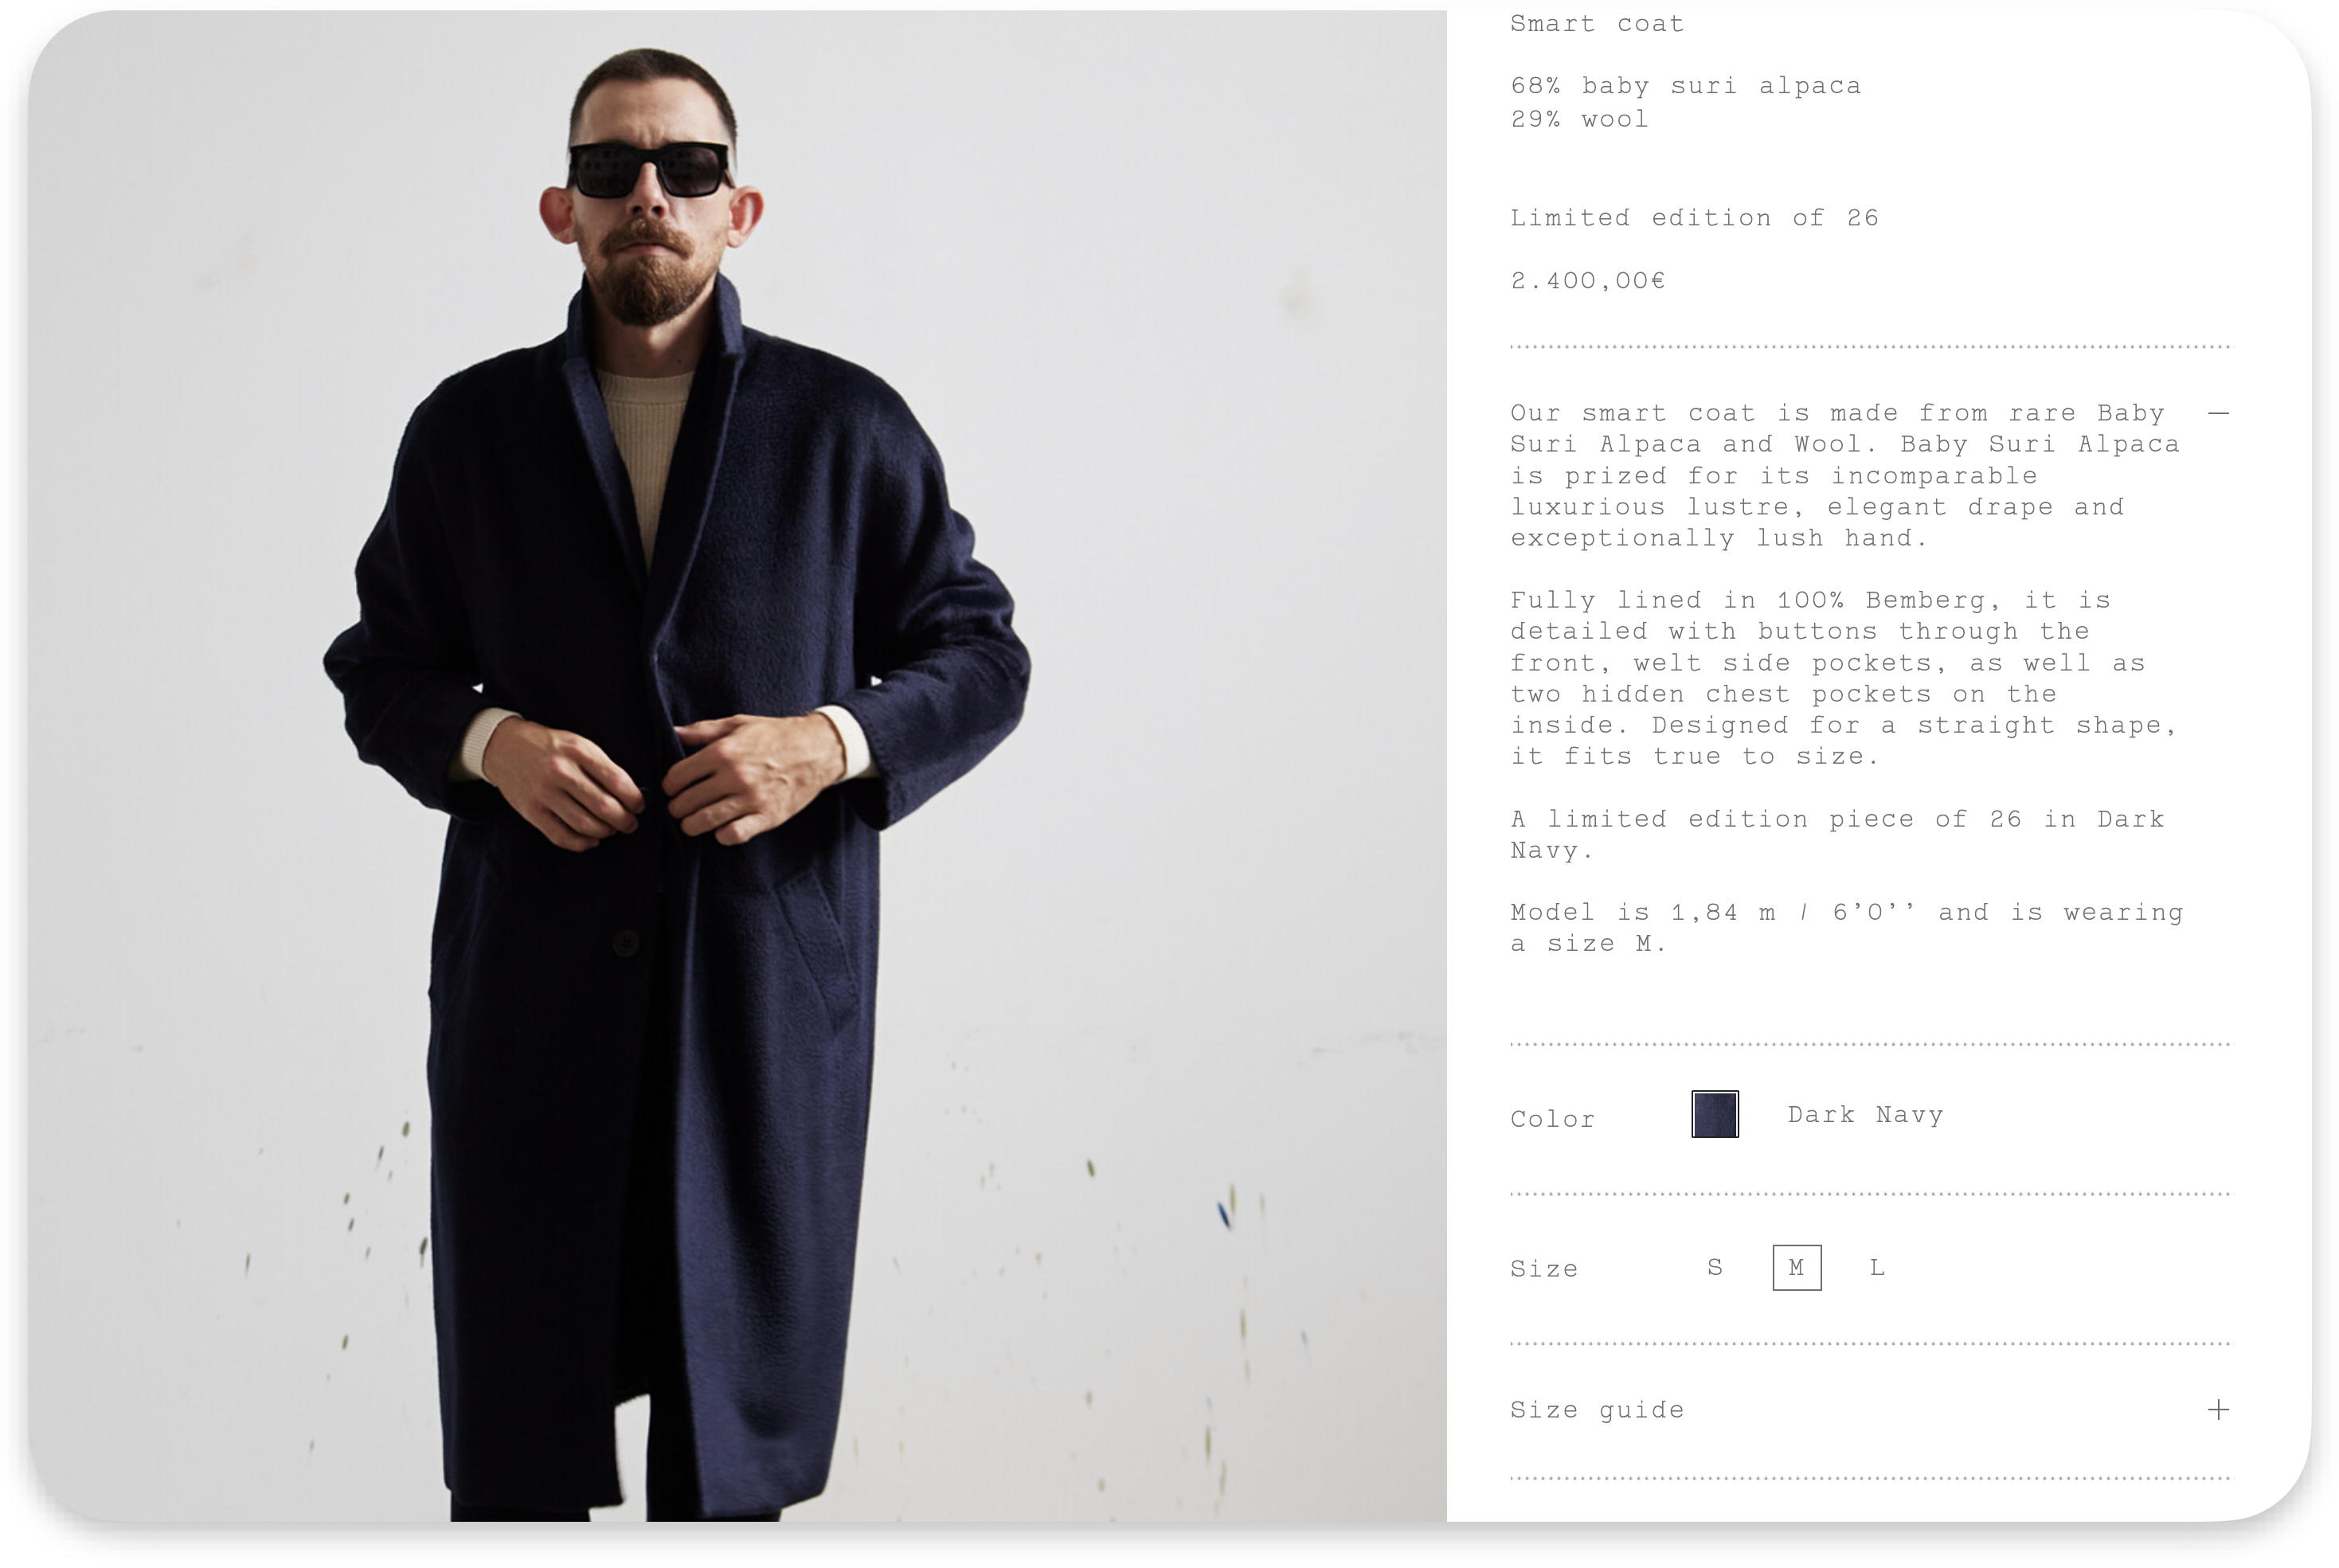 Smart coat
68% baby suri alpaca
29% wool
Limited edition of 26
2.400,00€
Our smart coat is made from rare Baby
Suri Alpaca and Wool. Baby Suri Alpaca
is prized for its incomparable
luxurious lustre, elegant drape and
exceptionally lush hand.
Fully lined in 100% Bemberg, it is
detailed with buttons through the
front, welt side pockets, as well as
two hidden chest pockets on the
inside. Designed for a straight shape,
it fits true to size.
A limited edition piece of 26 in Dark
Navy.
Model is 1,84 m / 6’0’’ and is wearing
a size M.
Color Dark Navy
Size S M L
Size guide